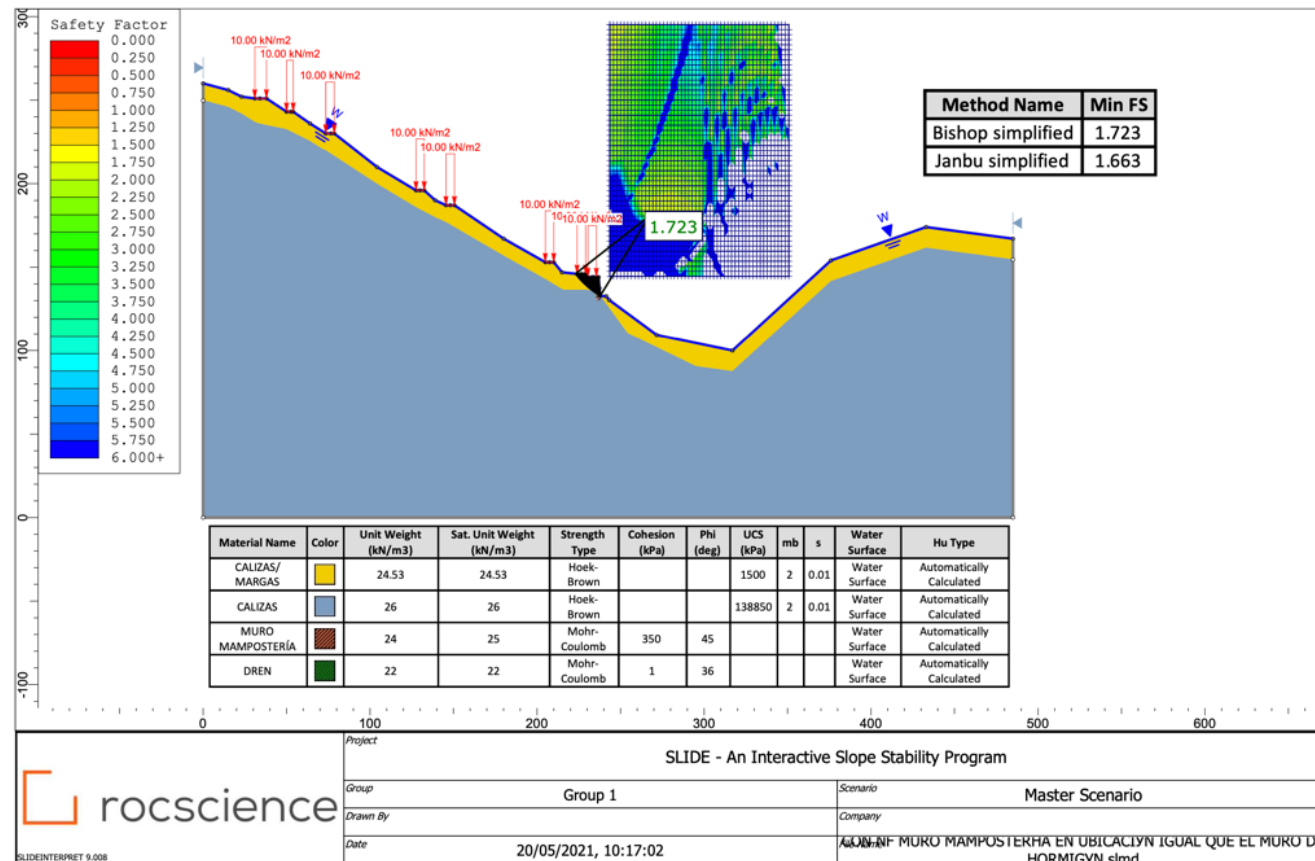 Safety Factor
0.000
0.250
0.500
0.750
1.000
1.250
1.500
1.750
2.000
2.250
2.500
2.750
3.000
3.250
3.500
3.750
4.000
4.250
4.500
4.750
5.000
5.250
5.500
5.750
6.000+
10.00 kN/m2
10.00 kN/m2
10.00 kN/m2
W
10.00 kN/m2
10.00 kN/m2
10.00 kN/m2
10.00 kN/m2
1.723
W
Method Name Min FS
Bishop simplified 1.723
Janbu simplified 1.663
300
200
100
0
-100
Material Name Color Unit Weight (kN/m3) Sat. Unit Weight (kN/m3) Strength Type Cohesion (kPa) Phi (deg) UCS (kPa) mb s Water Surface Hu Type
CALIZAS/ MARGAS 24.53 24.53 Hoek-Brown 1500 2 0.01 Water Surface Automatically Calculated
CALIZAS 26 26 Hoek-Brown 138850 2 0.01 Water Surface Automatically Calculated
MURO MAMPOSTERÍA 24 25 Mohr-Coulomb 350 45 Water Surface Automatically Calculated
DREN 22 22 Mohr-Coulomb 1 36 Water Surface Automatically Calculated
0 100 200 300 400 500 600
rocscience
SLIDEINTERPRET 9.008
Project
SLIDE - An Interactive Slope Stability Program
Group
Group 1
Scenario
Master Scenario
Drawn By
Company
Date
20/05/2021, 10:17:02
NF MURO MAMPOSTERHA EN UBICACIYN IGUAL QUE EL MURO
HORMIGYN.slmd